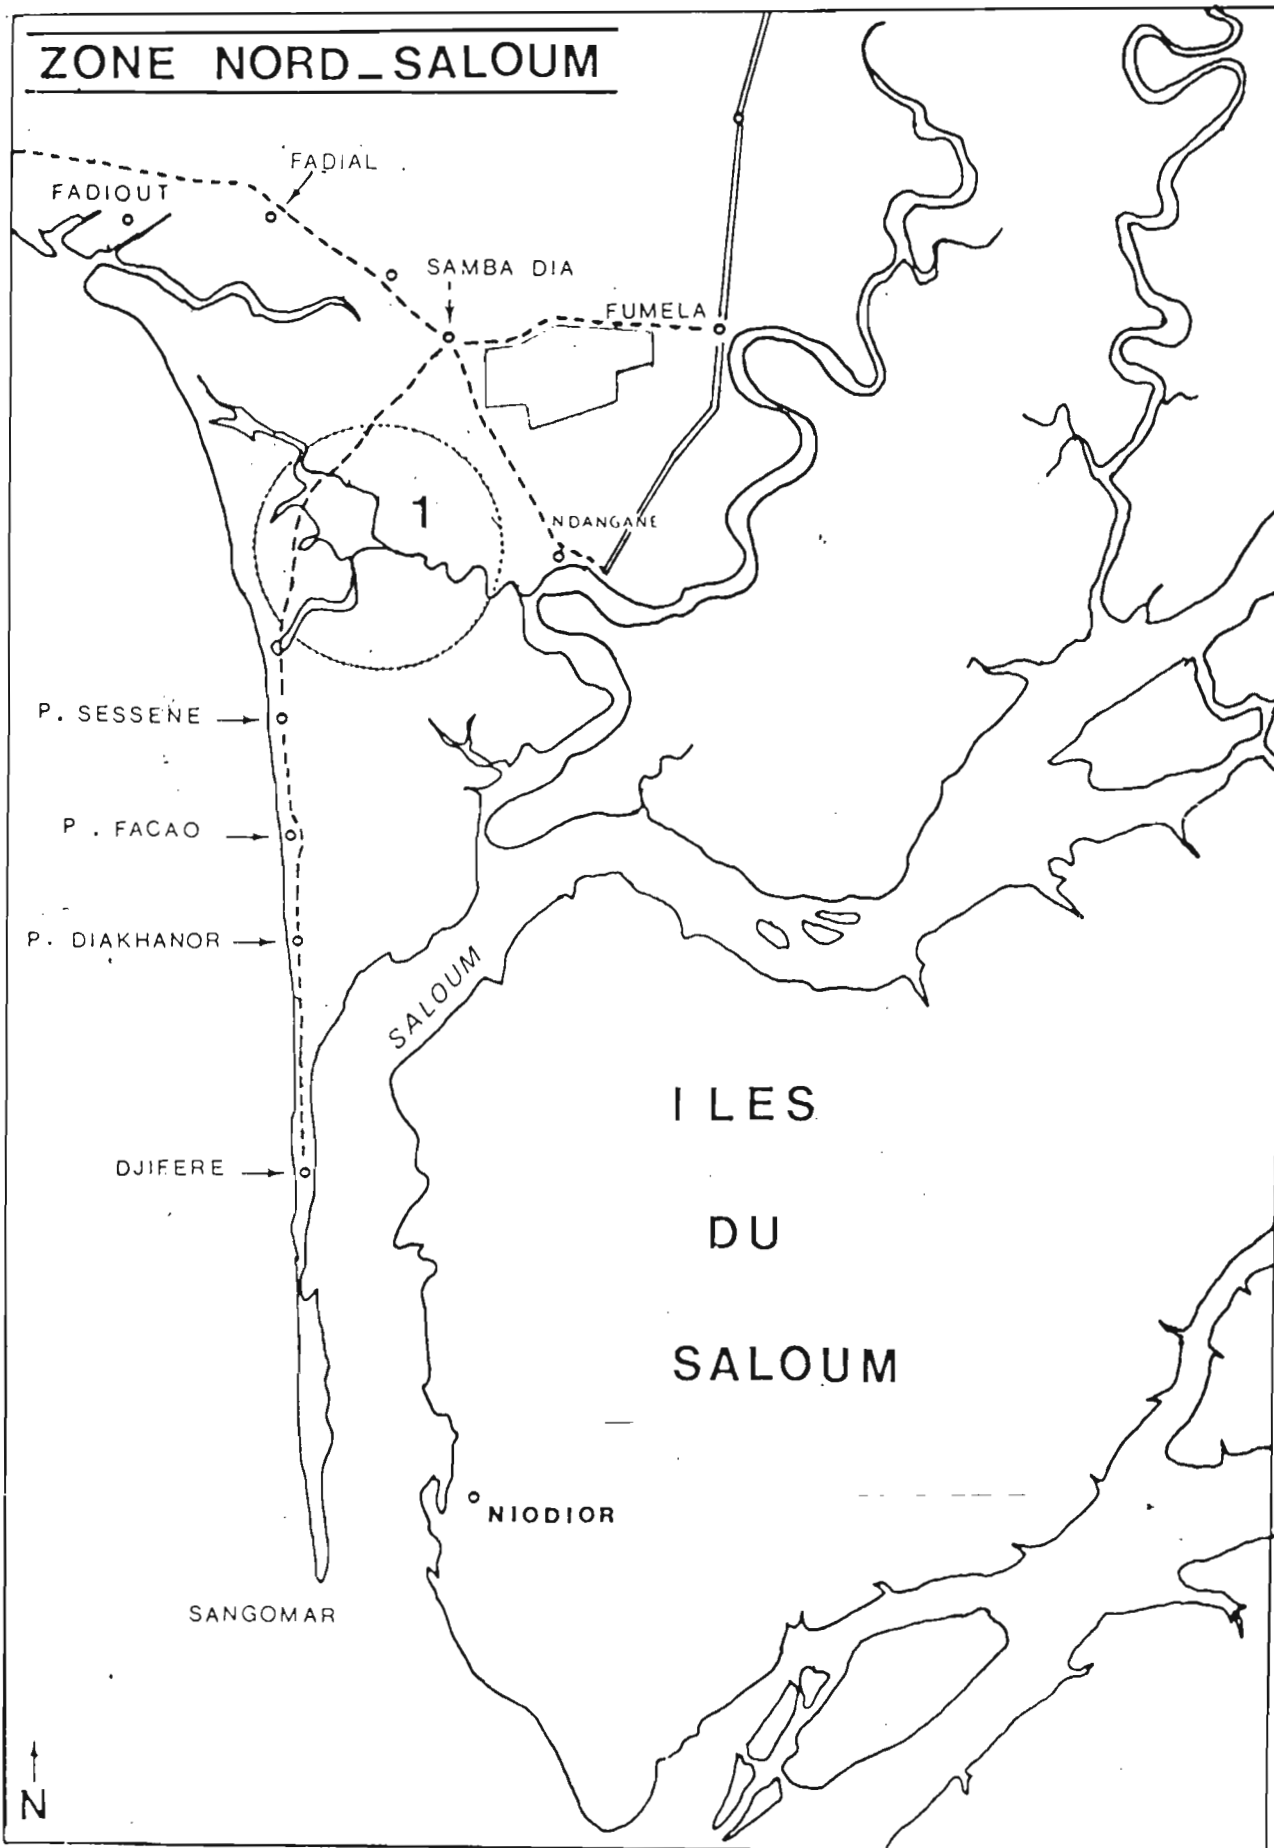 ZONE NORD_SALOUM
FADIAL
FADIOUT
SAMBA DIA
FUMELA
1
NDANGANE
P. SESSENE
P. FACAO
P. DIAKHANOR
SALOUM
ILES
DU
SALOUM
DJIFERE
NIODIOR
SANGOMAR
N